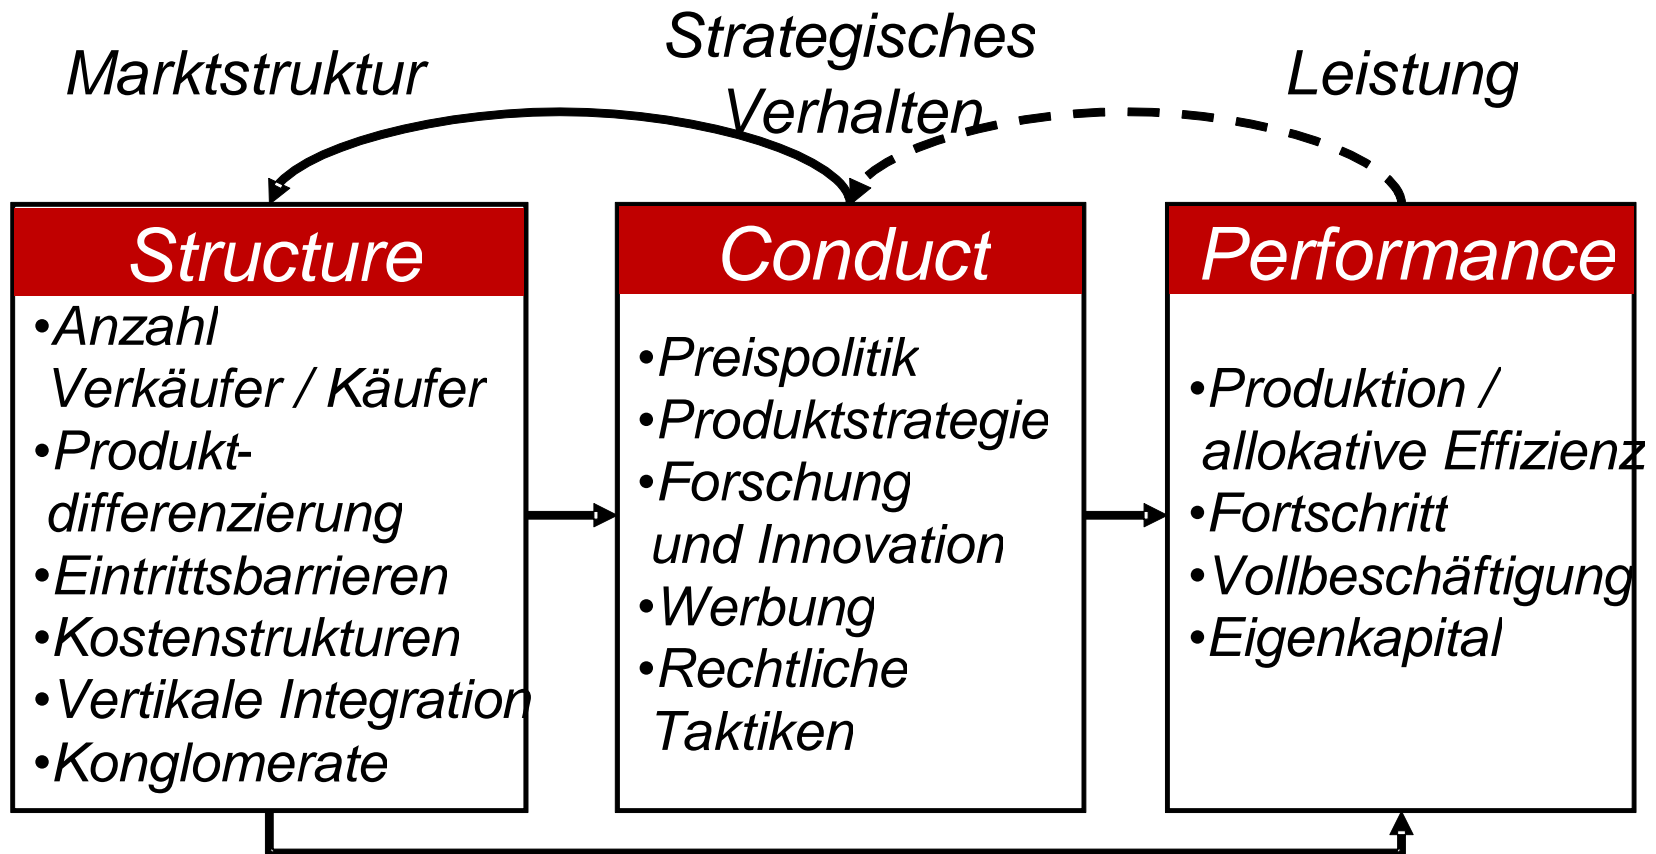 Marktstruktur
Strategisches
Verhalten
Leistung
Structure
•Anzahl
Verkäufer / Käufer
•Produkt-
differenzierung
•Eintrittsbarrieren
•Kostenstrukturen
•Vertikale Integration
•Konglomerate
Conduct
•Preispolitik
•Produktstrategie
•Forschung
und Innovation
•Werbung
•Rechtliche
Taktiken
Performance
•Produktion /
allokative Effizienz
•Fortschritt
•Vollbeschäftigung
•Eigenkapital